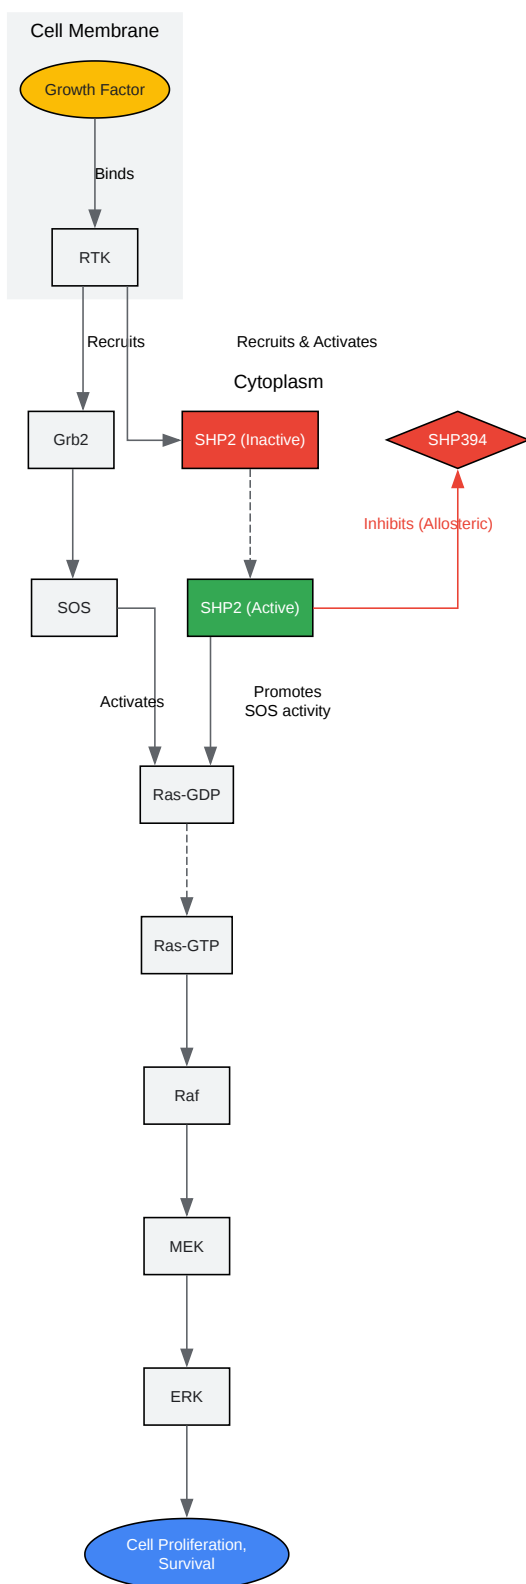 Cell Membrane
Growth Factor
Binds
RTK
Recruits
Recruits & Activates
Cytoplasm
Grb2
SHP2 (Inactive)
SHP394
Inhibits (Allosteric)
SOS
SHP2 (Active)
Activates
Promotes
SOS activity
Ras-GDP
Ras-GTP
Raf
MEK
ERK
Cell Proliferation,
Survival